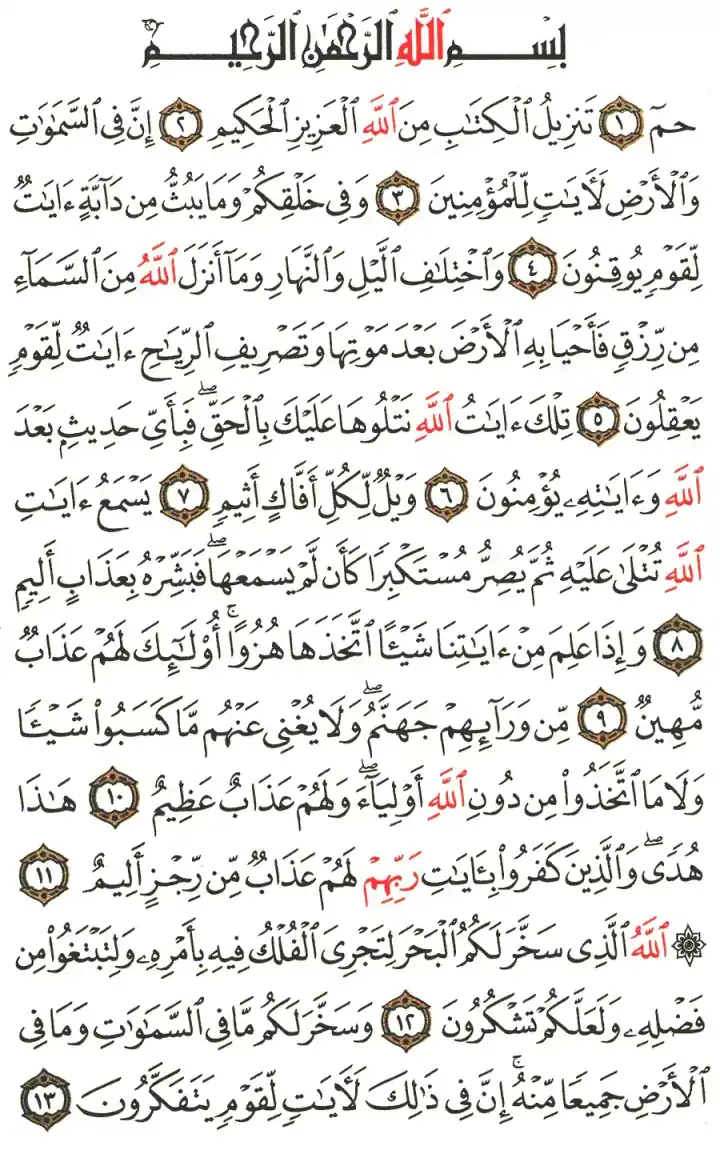 بِسْمِ ٱللَّهِ ٱلرَّحْمَٰنِ ٱلرَّحِيمِ
حمٓ ١ تَنزِيلُ ٱلْكِتَٰبِ مِنَ ٱللَّهِ ٱلْعَزِيزِ ٱلْحَكِيمِ ٢ إِنَّ فِى ٱلسَّمَٰوَٰتِ
وَٱلْأَرْضِ لَءَايَٰتٍ لِّلْمُؤْمِنِينَ ٣ وَفِى خَلْقِكُمْ وَمَا يَبُثُّ مِن دَآبَّةٍ ءَايَٰتٌ
لِّقَوْمٍ يُوقِنُونَ ٤ وَٱخْتِلَٰفِ ٱلَّيْلِ وَٱلنَّهَارِ وَمَآ أَنزَلَ ٱللَّهُ مِنَ ٱلسَّمَآءِ
مِن رِّزْقٍ فَأَحْيَا بِهِ ٱلْأَرْضَ بَعْدَ مَوْتِهَا وَتَصْرِيفِ ٱلرِّيَٰحِ ءَايَٰتٌ لِّقَوْمٍ
يَعْقِلُونَ ٥ تِلْكَ ءَايَٰتُ ٱللَّهِ نَتْلُوهَا عَلَيْكَ بِٱلْحَقِّ ۖ فَبِأَىِّ حَدِيثٍۭ بَعْدَ
ٱللَّهِ وَءَايَٰتِهِۦ يُؤْمِنُونَ ٦ وَيْلٌ لِّكُلِّ أَفَّاكٍ أَثِيمٍ ٧ يَسْمَعُ ءَايَٰتِ
ٱللَّهِ تُتْلَىٰ عَلَيْهِ ثُمَّ يُصِرُّ مُسْتَكْبِرًا كَأَن لَّمْ يَسْمَعْهَا ۖ فَبَشِّرْهُ بِعَذَابٍ أَلِيمٍ
٨ وَإِذَا عَلِمَ مِنْ ءَايَٰتِنَا شَيْـًٔا ٱتَّخَذَهَا هُزُوًا ۚ أُو۟لَٰٓئِكَ لَهُمْ عَذَابٌ
مُّهِينٌ ٩ مِّن وَرَآئِهِمْ جَهَنَّمُ ۖ وَلَا يُغْنِى عَنْهُم مَّا كَسَبُوا۟ شَيْـًٔا
وَلَا مَا ٱتَّخَذُوا۟ مِن دُونِ ٱللَّهِ أَوْلِيَآءَ ۖ وَلَهُمْ عَذَابٌ عَظِيمٌ ١٠ هَٰذَا
هُدًى ۖ وَٱلَّذِينَ كَفَرُوا۟ بِـَٔايَٰتِ رَبِّهِمْ لَهُمْ عَذَابٌ مِّن رِّجْزٍ أَلِيمٌ ١١
۞ ٱللَّهُ ٱلَّذِى سَخَّرَ لَكُمُ ٱلْبَحْرَ لِتَجْرِىَ ٱلْفُلْكُ فِيهِ بِأَمْرِهِۦ وَلِتَبْتَغُوا۟ مِن
فَضْلِهِۦ وَلَعَلَّكُمْ تَشْكُرُونَ ١٢ وَسَخَّرَ لَكُم مَّا فِى ٱلسَّمَٰوَٰتِ وَمَا فِى
ٱلْأَرْضِ جَمِيعًا مِّنْهُ ۚ إِنَّ فِى ذَٰلِكَ لَءَايَٰتٍ لِّقَوْمٍ يَتَفَكَّرُونَ ١٣